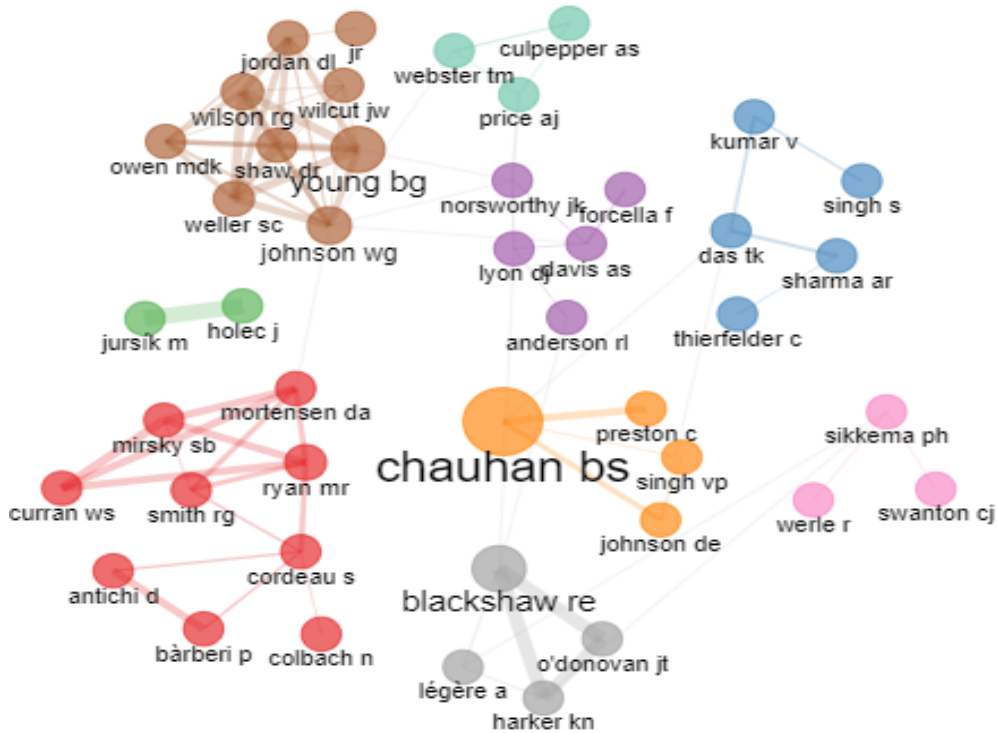 culpepper as
jr
jordan dl
webster tm
wilcut jw
wilson rg
price aj
kumar v
owen mdk
shaw dr
young bg
norsworthy jk
forcella f
singh s
weller sc
johnson wg
lyon dj
davis as
das tk
sharma ar
holec j
jursík m
anderson rl
thierfelder c
mortensen da
mirsky sb
preston c
sikkema ph
chauhan bs
ryan mr
singh vp
curran ws
smith rg
werle r
swanton cj
johnson de
cordeau s
antichi d
blackshaw re
bàrberi p
colbach n
o'donovan jt
légère a
harker kn